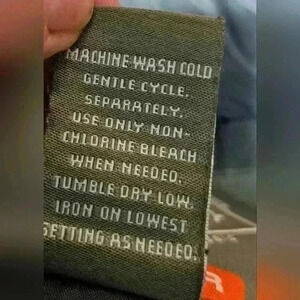 MACHINE WASH COLD
GENTLE CYCLE,
SEPARATELY,
USE ONLY NON-
CHLORINE BLEACH
WHEN NEEDED,
TUMBLE DRY LOW,
IRON ON LOWEST
SETTING AS NEEDED.